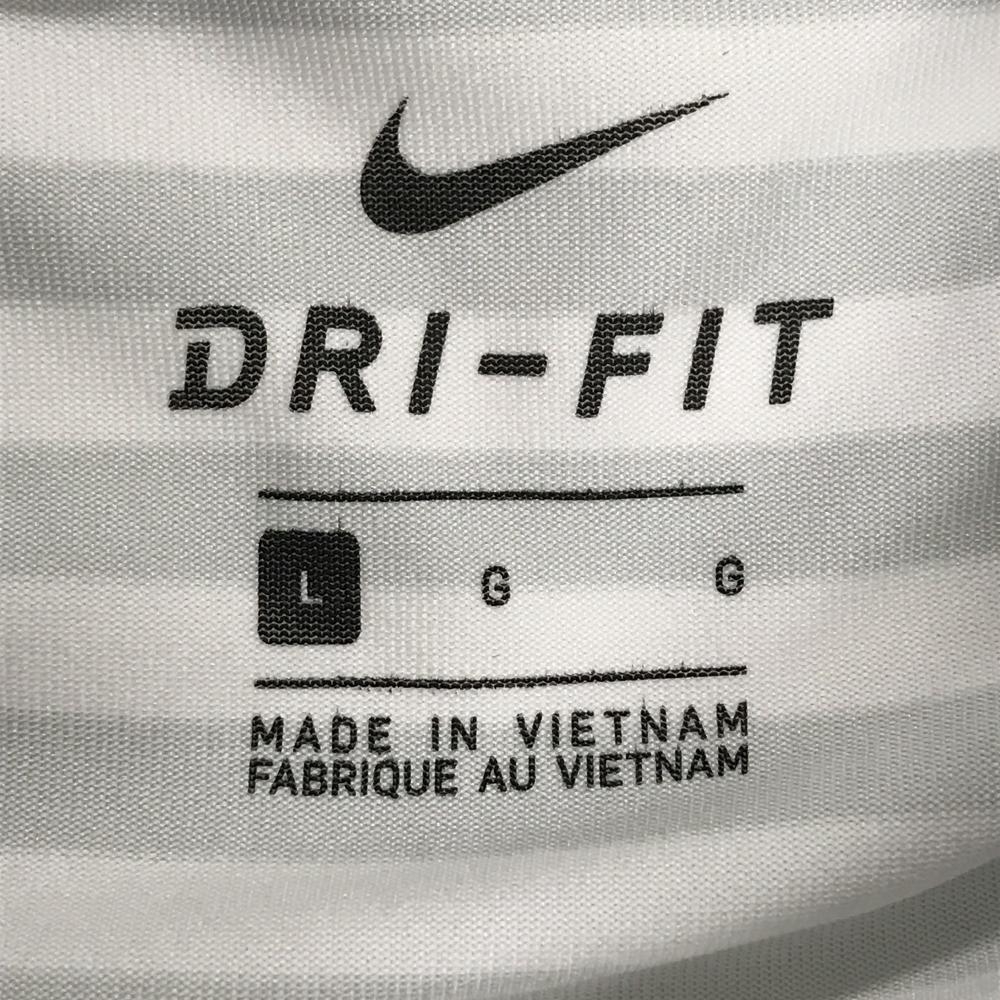 DRI-FIT
L G G
MADE IN VIETNAM
FABRIQUE AU VIETNAM